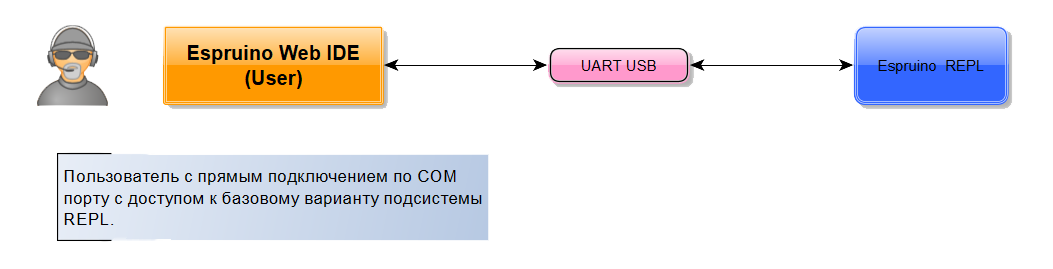 Espruino Web IDE
(User)
UART USB
Espruino REPL
Пользователь с прямым подключением по COM
порту с доступом к базовому варианту подсистемы
REPL.